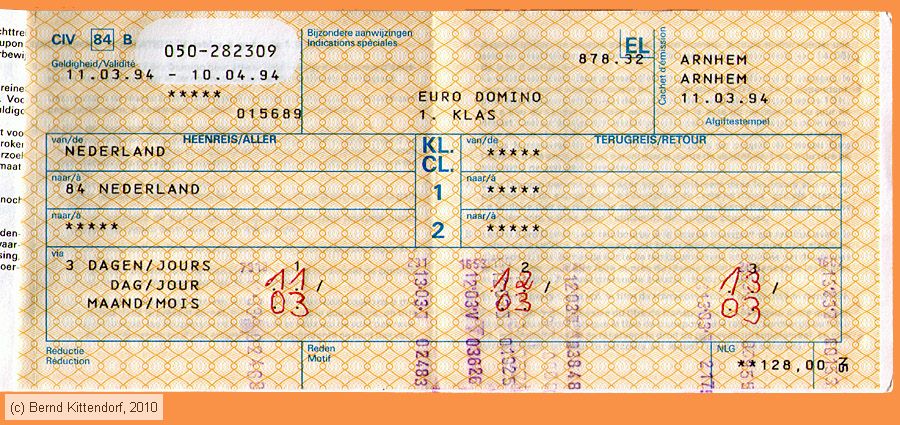 CIV 84 B
050-282309
Geldigheid/Validité
11.03.94 - 10.04.94
*****
015689
Bijzondere aanwijzingen
Indications spéciales
EURO DOMINO
1. KLAS
EL
878.32
Cachet d'émission
ARNHEM
ARNHEM
11.03.94
Afgiftestempel
van/de HEENREIS/ALLER
NEDERLAND
naar/à
84 NEDERLAND
naar/à
*****
KL.
CL.
1
2
van/de TERUGREIS/RETOUR
*****
naar/à
*****
naar/à
*****
via
3 DAGEN/JOURS 1 2 3
DAG/JOUR 11 / 12 / 13 /
MAAND/MOIS 03 03 03
Reductie
Réduction
Reden
Motif
NLG
**128,00
(c) Bernd Kittendorf, 2010